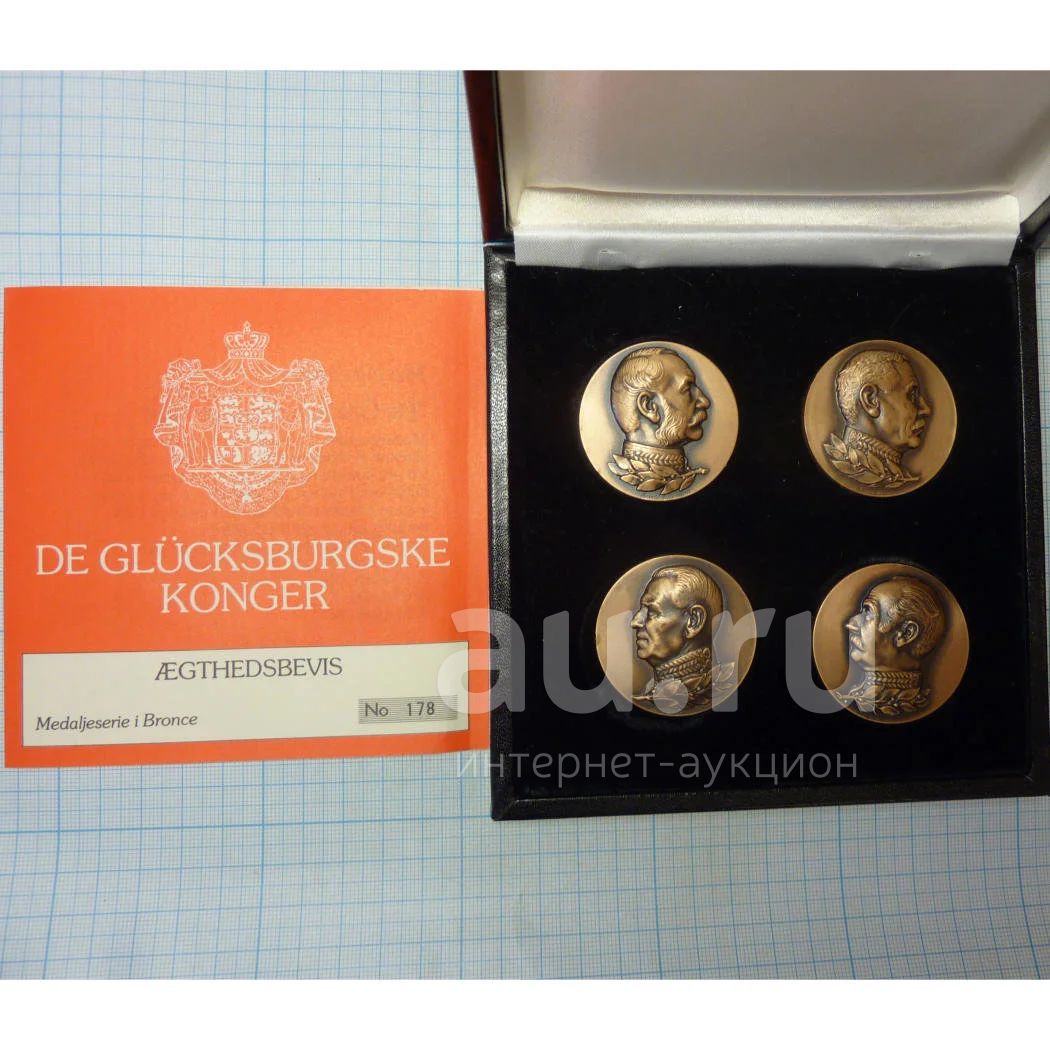 DE GLÜCKSBURGSKE
KONGER
ÆGTHEDSBEVIS
Medaljeserie i Bronce
No 178
au.ru
интернет-аукцион